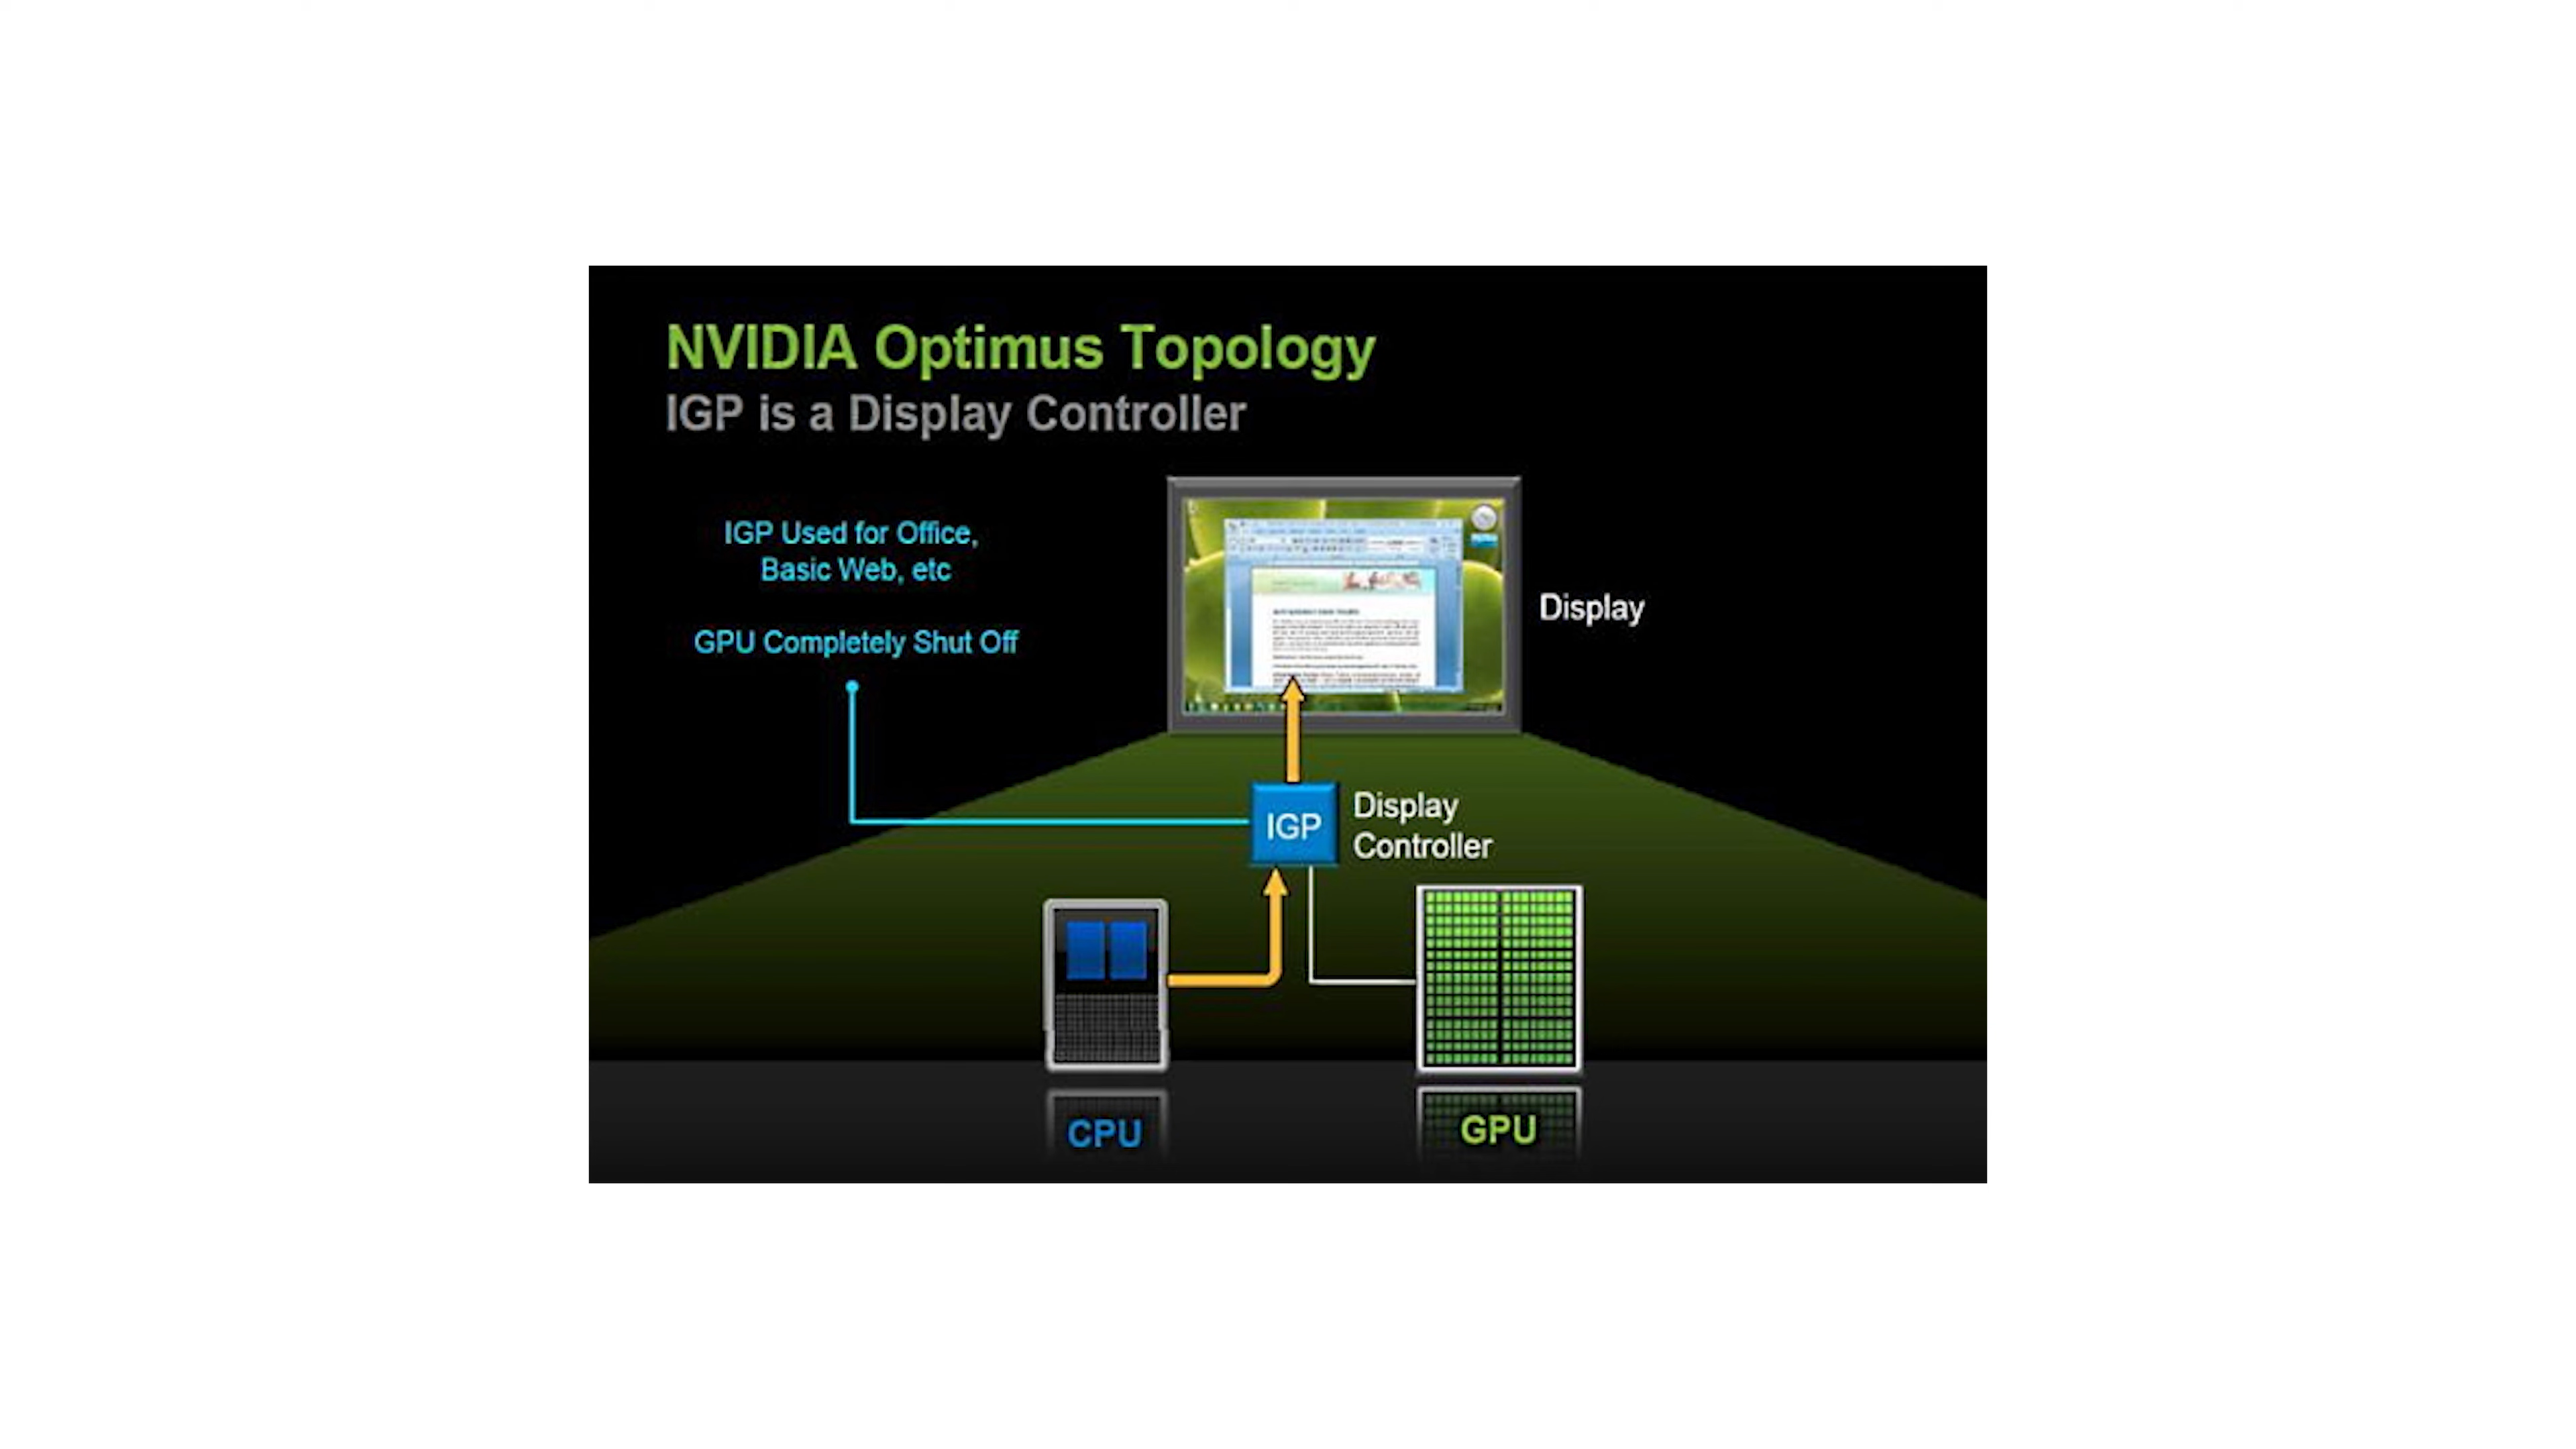 NVIDIA Optimus Topology
IGP is a Display Controller
IGP Used for Office,
Basic Web, etc
GPU Completely Shut Off
Display
IGP
Display
Controller
CPU
GPU